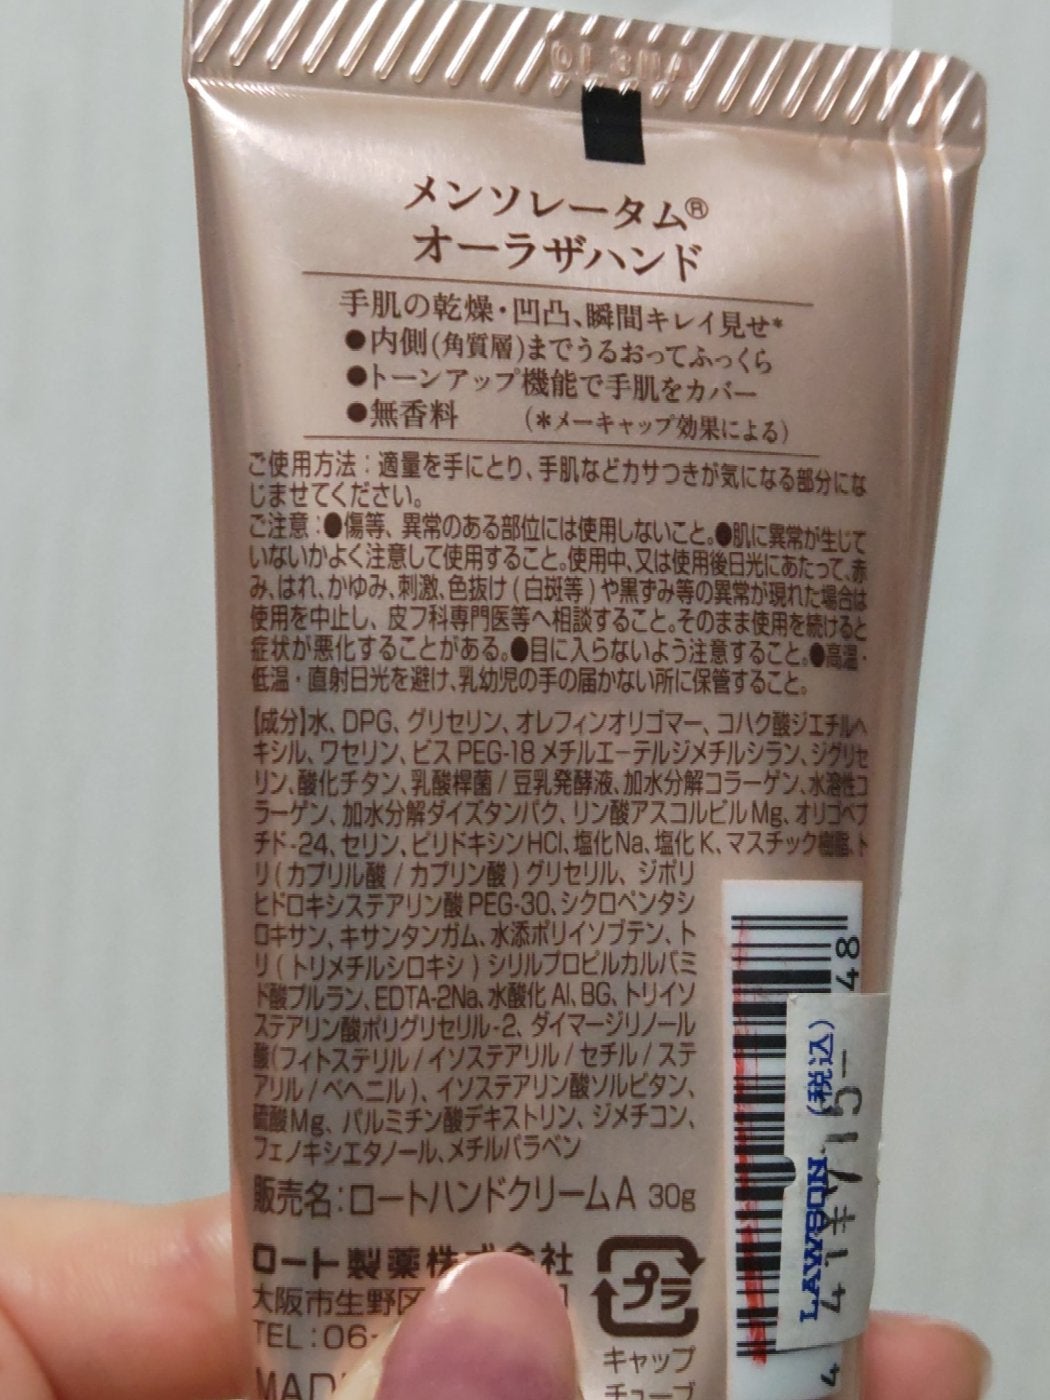 メンソレータム®
オーラザハンド
手肌の乾燥・凹凸、瞬間キレイ見せ*
●内側(角質層)までうるおってふっくら
●トーンアップ機能で手肌をカバー
●無香料 (*メーキャップ効果による)
ご使用方法：適量を手にとり、手肌などカサつきが気になる部分にな
じませてください。
ご注意：●傷等、異常のある部位には使用しないこと。●肌に異常が生じて
いないかよく注意して使用すること。使用中、又は使用後日光にあたって、赤
み、はれ、かゆみ、刺激、色抜け(白斑等)や黒ずみ等の異常が現れた場合は
使用を中止し、皮フ科専門医等へ相談すること。そのまま使用を続けると
症状が悪化することがある。●目に入らないよう注意すること。●高温・
低温・直射日光を避け、乳幼児の手の届かない所に保管すること。
【成分】水、DPG、グリセリン、オレフィンオリゴマー、コハク酸ジエチルヘ
キシル、ワセリン、ビスPEG-18メチルエーテルジメチルシラン、ジグリセ
リン、酸化チタン、乳酸桿菌/豆乳発酵液、加水分解コラーゲン、水溶性コ
ラーゲン、加水分解ダイズタンパク、リン酸アスコルビルMg、オリゴペプ
チド-24、セリン、ピリドキシンHCl、塩化Na、塩化K、マスチック樹脂、ト
リ(カプリル酸/カプリン酸)グリセリル、ジポリ
ヒドロキシステアリン酸PEG-30、シクロペンタシ
ロキサン、キサンタンガム、水添ポリイソブテン、ト
リ(トリメチルシロキシ)シリルプロピルカルバミ
ド酸プルラン、EDTA-2Na、水酸化Al、BG、トリイソ
ステアリン酸ポリグリセリル-2、ダイマージリノール
酸(フィトステリル/イソステアリル/セチル/ステ
アリル/ベヘニル)、イソステアリン酸ソルビタン、
硫酸Mg、パルミチン酸デキストリン、ジメチコン、
フェノキシエタノール、メチルパラベン
販売名：ロートハンドクリームA 30g
ロート製薬株式会社
大阪市生野区
TEL：06-
プラ
キャップ
チューブ
(税込)
LAWSON